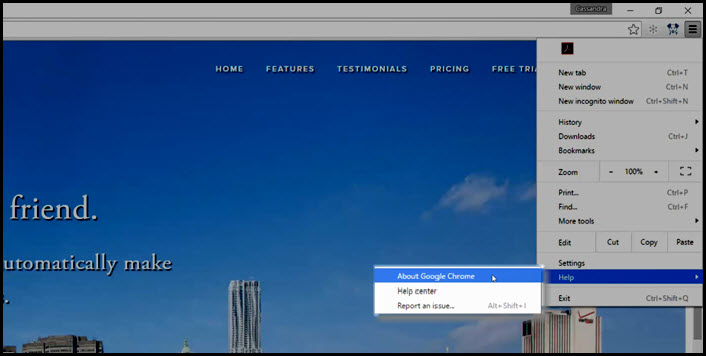 Cassandra
HOME FEATURES TESTIMONIALS PRICING FREE TRIA
friend.
utomatically make
s.
New tab Ctrl+T
New window Ctrl+N
New incognito window Ctrl+Shift+N
History
Downloads Ctrl+J
Bookmarks
Zoom - 100% +
Print... Ctrl+P
Find... Ctrl+F
More tools
Edit Cut Copy Paste
Settings
Help
Exit Ctrl+Shift+Q
About Google Chrome
Help center
Report an issue... Alt+Shift+I